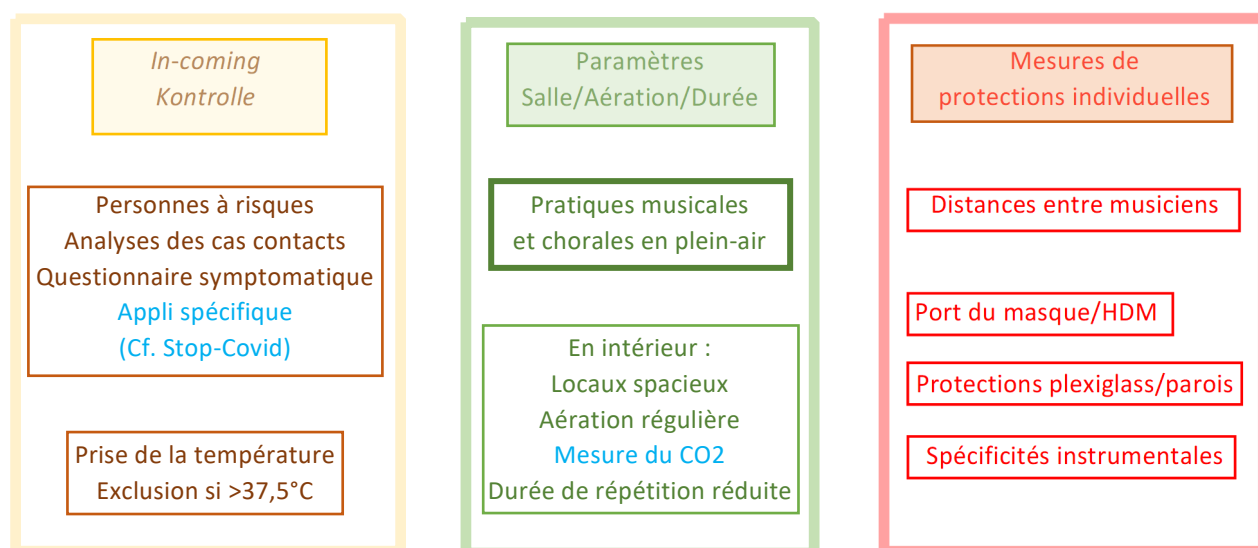 In-coming
Kontrolle
Personnes à risques
Analyses des cas contacts
Questionnaire symptomatique
Appli spécifique
(Cf. Stop-Covid)
Prise de la température
Exclusion si >37,5°C
Paramètres
Salle/Aération/Durée
Pratiques musicales
et chorales en plein-air
En intérieur :
Locaux spacieux
Aération régulière
Mesure du CO2
Durée de répétition réduite
Mesures de
protections individuelles
Distances entre musiciens
Port du masque/HDM
Protections plexiglass/parois
Spécificités instrumentales